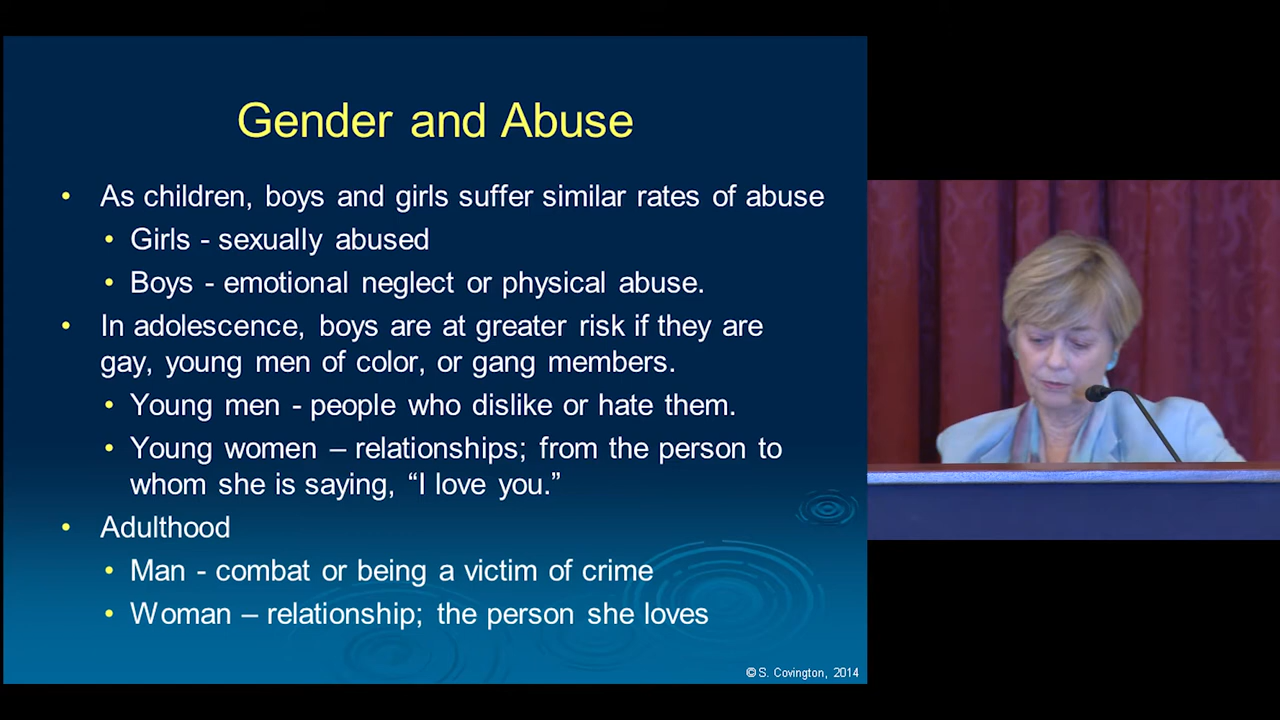 Gender and Abuse
• As children, boys and girls suffer similar rates of abuse
• Girls - sexually abused
• Boys - emotional neglect or physical abuse.
• In adolescence, boys are at greater risk if they are
gay, young men of color, or gang members.
• Young men - people who dislike or hate them.
• Young women – relationships; from the person to
whom she is saying, “I love you.”
• Adulthood
• Man - combat or being a victim of crime
• Woman – relationship; the person she loves
© S. Covington, 2014